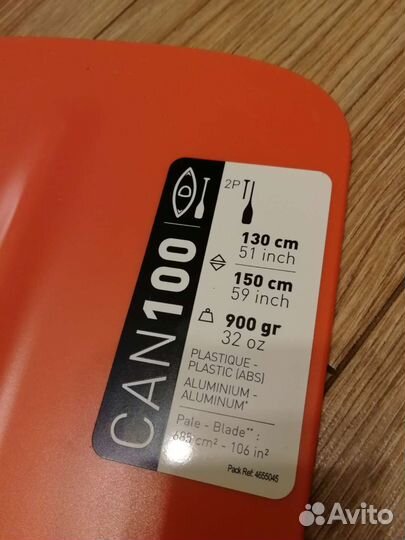 CAN100
2P
130 cm
51 inch
150 cm
59 inch
900 gr
32 oz
PLASTIQUE -
PLASTIC (ABS)
ALUMINIUM -
ALUMINUM*
Pale - Blade** :
685 cm² - 106 in²
Pack Ref: 4655045
Avito